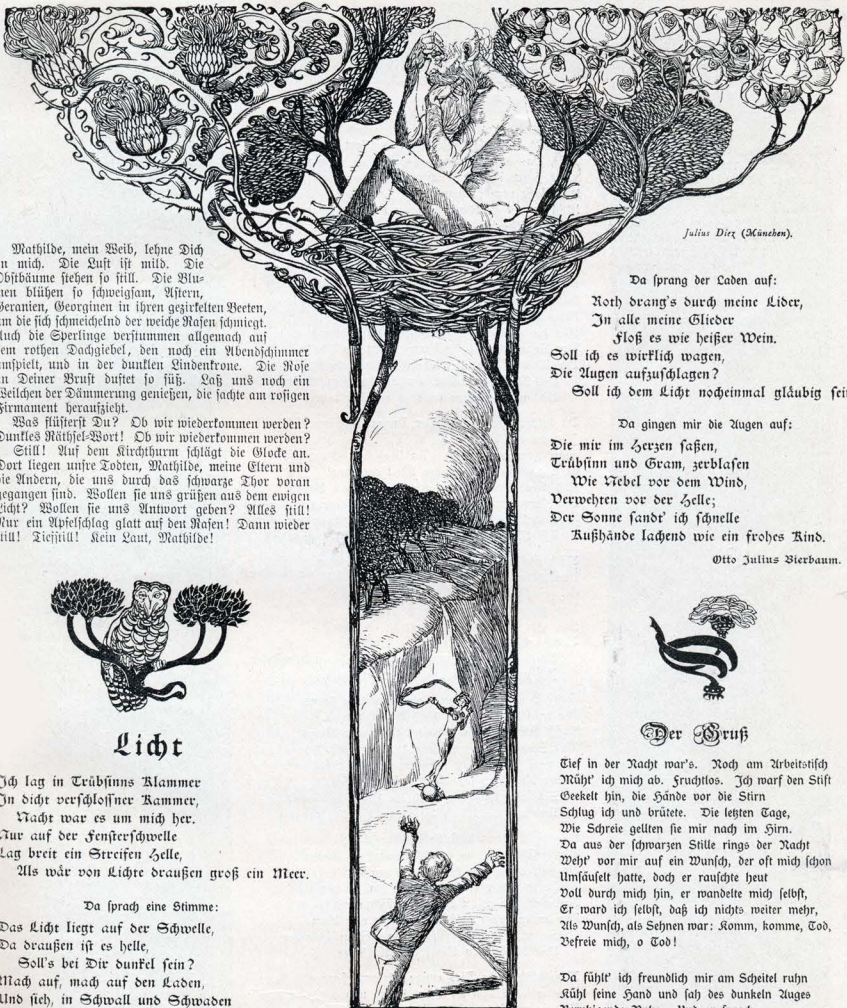 Mathilde, mein Weib, lehne Dich
an mich. Die Luft ist mild. Die
Obstbäume stehen so still. Die Blu-
men blühen so schweigsam, Astern,
Geranien, Georginen in ihren gezirkelten Beeten,
um die sich schmeichelnd der weiche Rasen schmiegt.
Auch die Sperlinge verstummen allgemach auf
dem rothen Dachgiebel, den noch ein Abendschimmer
umspielt, und in der dunklen Lindenkrone. Die Rose
an Deiner Brust duftet so süß. Laß uns noch ein
Weilchen der Dämmerung genießen, die sachte am rosigen
Firmament heraufzieht.
Was flüsterst Du? Ob wir wiederkommen werden?
Dunkles Räthsel-Wort! Ob wir wiederkommen werden?
Still! Auf dem Kirchthurm schlägt die Glocke an.
Dort liegen unsre Todten, Mathilde, meine Eltern und
die Andern, die uns durch das schwarze Thor voran
gegangen sind. Wollen sie uns grüßen aus dem ewigen
Licht? Wollen sie uns Antwort geben? Alles still!
Nur ein Apfelschlag glatt auf den Rasen! Dann wieder
still! Tiefstill! Kein Laut, Mathilde!
Licht
Ich lag in Trübsinns Klammer
In dicht verschlossner Kammer,
Nacht war es um mich her.
Nur auf der Fensterschwelle
Lag breit ein Streifen Helle,
Als wär von Lichte draußen groß ein Meer.
Da sprach eine Stimme:
Das Licht liegt auf der Schwelle,
Da draußen ist es helle,
Soll's bei Dir dunkel sein?
Mach auf, mach auf den Laden,
Und sieh, in Schwall und Schwaden
Julius Diez (München).
Da sprang der Laden auf:
Roth drang's durch meine Lider,
In alle meine Glieder
Floß es wie heißer Wein.
Soll ich es wirklich wagen,
Die Augen aufzuschlagen?
Soll ich dem Licht nocheinmal gläubig sei
Da gingen mir die Augen auf:
Die mir im Herzen saßen,
Trübsinn und Gram, zerblasen
Wie Nebel vor dem Wind,
Verwehten vor der Helle;
Der Sonne sandt' ich schnelle
Kußhände lachend wie ein frohes Kind.
Otto Julius Bierbaum.
Der Gruß
Tief in der Nacht war's. Noch am Arbeitstisch
Müht' ich mich ab. Fruchtlos. Ich warf den Stift
Geekelt hin, die Hände vor die Stirn
Schlug ich und brütete. Die letzten Tage,
Wie Schreie gellten sie mir nach im Hirn.
Da aus der schwarzen Stille rings der Nacht
Weht' vor mir auf ein Wunsch, der oft mich schon
Umsäuselt hatte, doch er rauschte heut
Voll durch mich hin, er wandelte mich selbst,
Er ward ich selbst, daß ich nichts weiter mehr,
Als Wunsch, als Sehnen war: Komm, komme, Tod,
Befreie mich, o Tod!
Da fühlt' ich freundlich mir am Scheitel ruhn
Kühl seine Hand und sah des dunkeln Auges